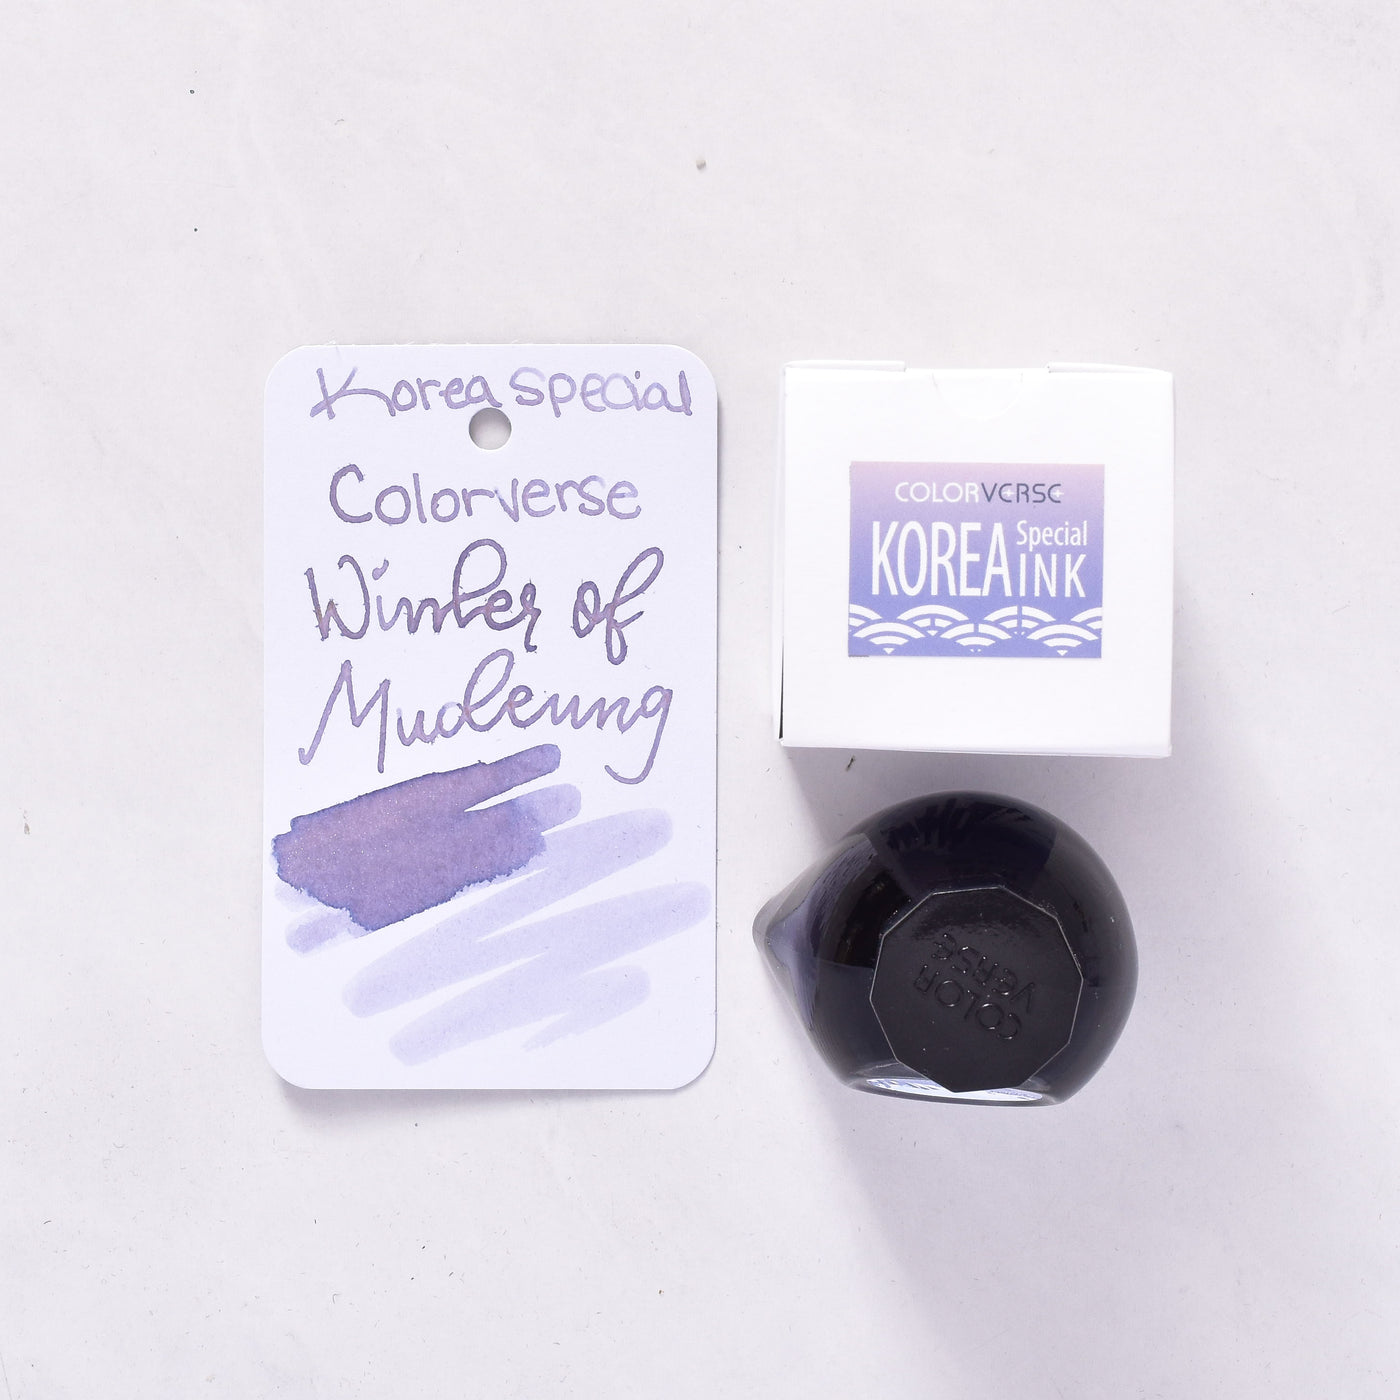 Korea Special
Colorverse
Winter of
Mudeung
COLORVERSE
KOREA Special INK
COLOR
VERSE